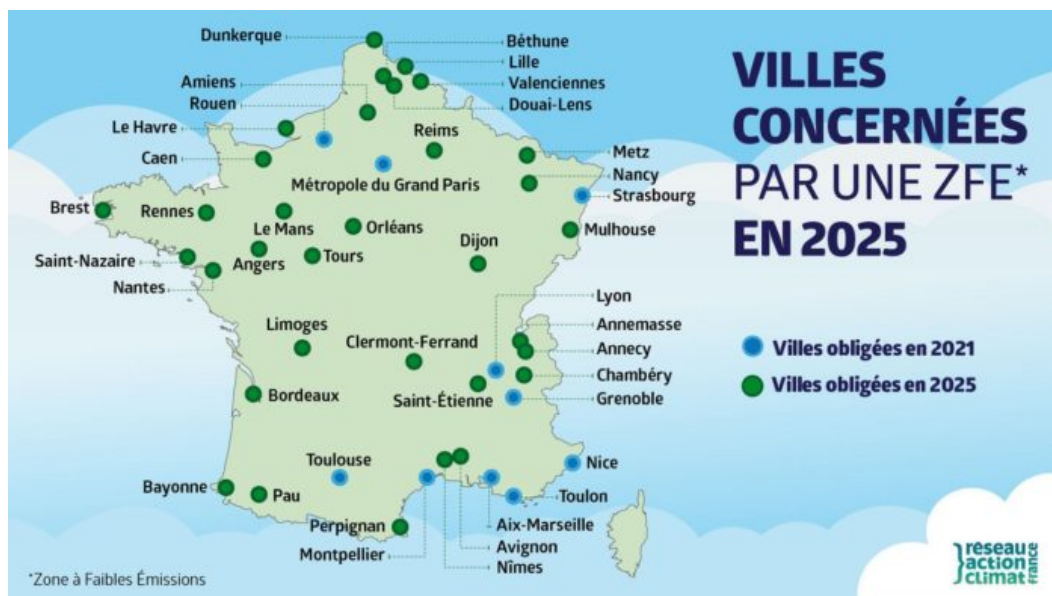 VILLES
CONCERNÉES
PAR UNE ZFE*
EN 2025
Villes obligées en 2021
Villes obligées en 2025
Dunkerque
Béthune
Lille
Valenciennes
Douai-Lens
Amiens
Rouen
Le Havre
Caen
Reims
Métropole du Grand Paris
Metz
Nancy
Strasbourg
Mulhouse
Brest
Rennes
Le Mans
Orléans
Saint-Nazaire
Nantes
Angers
Tours
Dijon
Lyon
Annemasse
Annecy
Chambéry
Grenoble
Limoges
Clermont-Ferrand
Saint-Étienne
Bordeaux
Toulouse
Bayonne
Pau
Perpignan
Montpellier
Nice
Toulon
Aix-Marseille
Avignon
Nîmes
*Zone à Faibles Émissions
réseau
action
climat
france